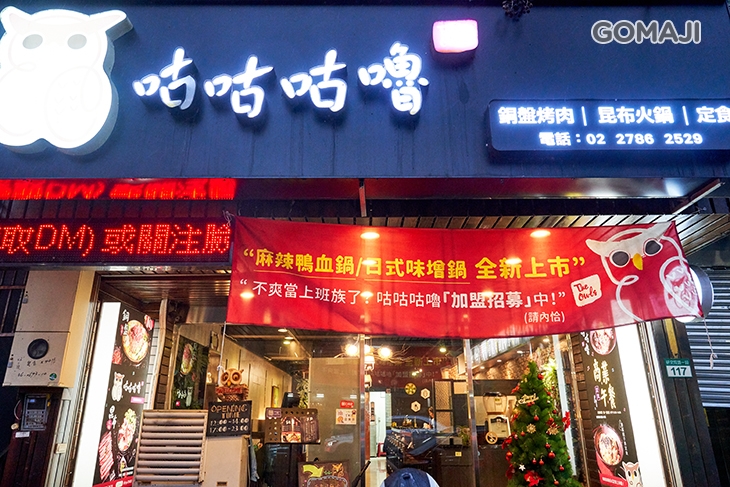 GOMAJI
咕咕咕嚕
銅盤烤肉 | 昆布火鍋 | 定食
電話：02 2786 2529
取DM) 或關注臉
“麻辣鴨血鍋/日式味增鍋 全新上市”
“不爽當上班族了? 咕咕咕嚕「加盟招募」中!”
(請內恰)
The Owls
OPENING
117